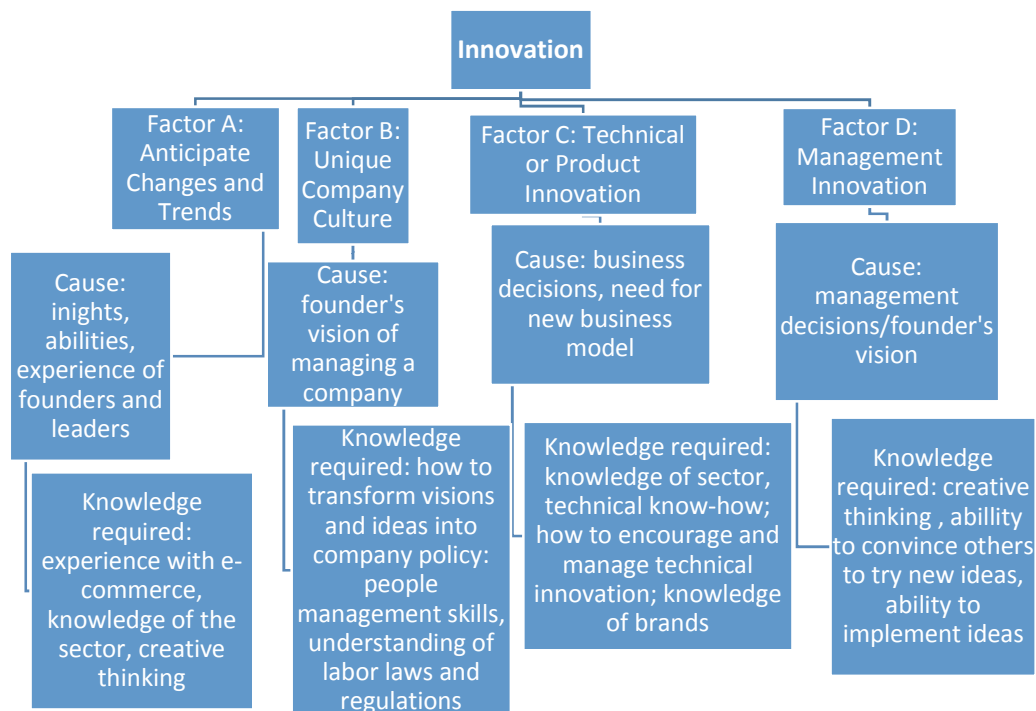 Innovation
Factor A:
Anticipate
Changes and
Trends
Cause:
inights,
abilities,
experience of
founders and
leaders
Knowledge
required:
experience with e-
commerce,
knowledge of the
sector, creative
thinking
Factor B:
Unique
Company
Culture
Cause:
founder's
vision of
managing a
company
Knowledge
required: how to
transform visions
and ideas into
company policy:
people
management skills,
understanding of
labor laws and
regulations
Factor C: Technical
or Product
Innovation
Cause: business
decisions, need for
new business
model
Knowledge required:
knowledge of sector,
technical know-how;
how to encourage and
manage technical
innovation; knowledge
of brands
Factor D:
Management
Innovation
Cause:
management
decisions/founder's
vision
Knowledge
required: creative
thinking , abillity
to convince others
to try new ideas,
ability to
implement ideas